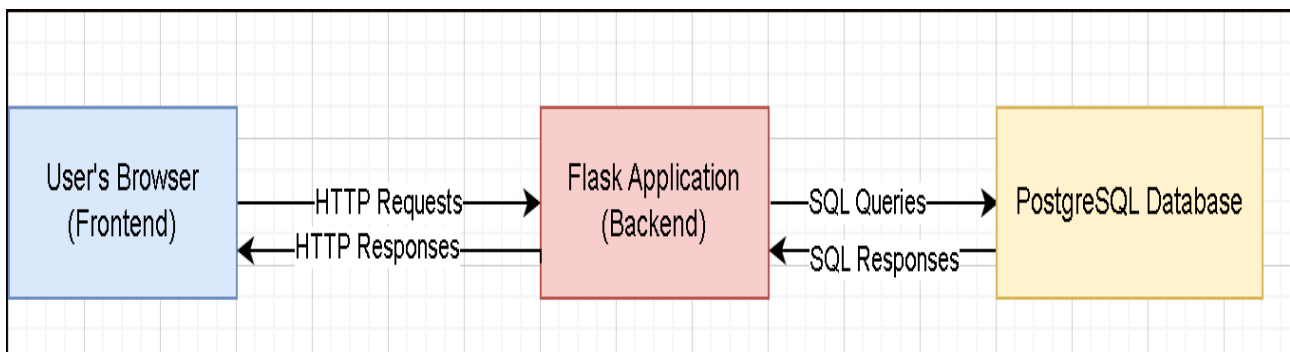 User's Browser
(Frontend)
HTTP Requests
HTTP Responses
Flask Application
(Backend)
SQL Queries
SQL Responses
PostgreSQL Database